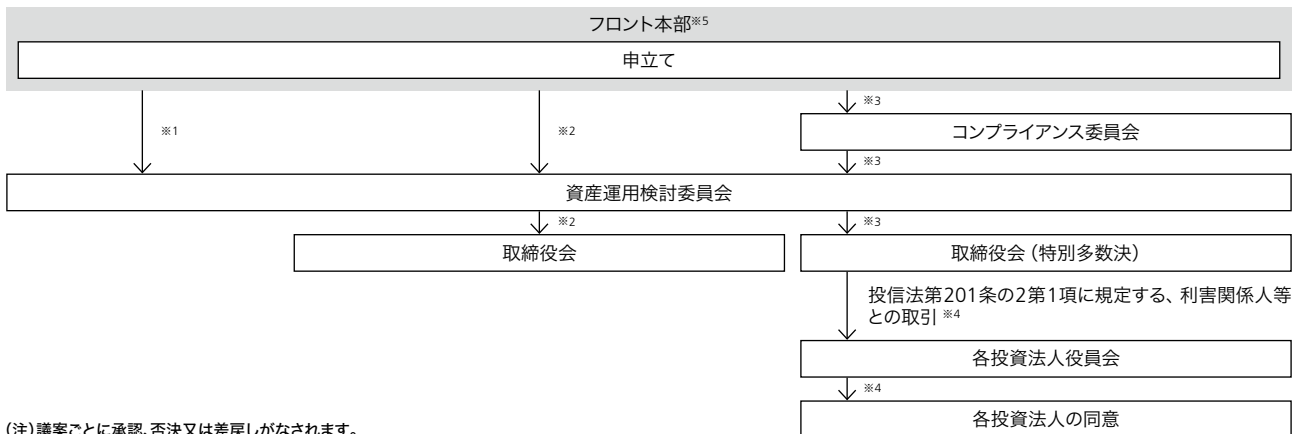 フロント本部※5
申立て
※3
※1
※2
コンプライアンス委員会
※3
資産運用検討委員会
※2
※3
取締役会
取締役会（特別多数決）
投信法第201条の2第1項に規定する、利害関係人等
との取引 ※4
各投資法人役員会
※4
各投資法人の同意
（注）議案ごとに承認、否決又は差戻しがなされます。